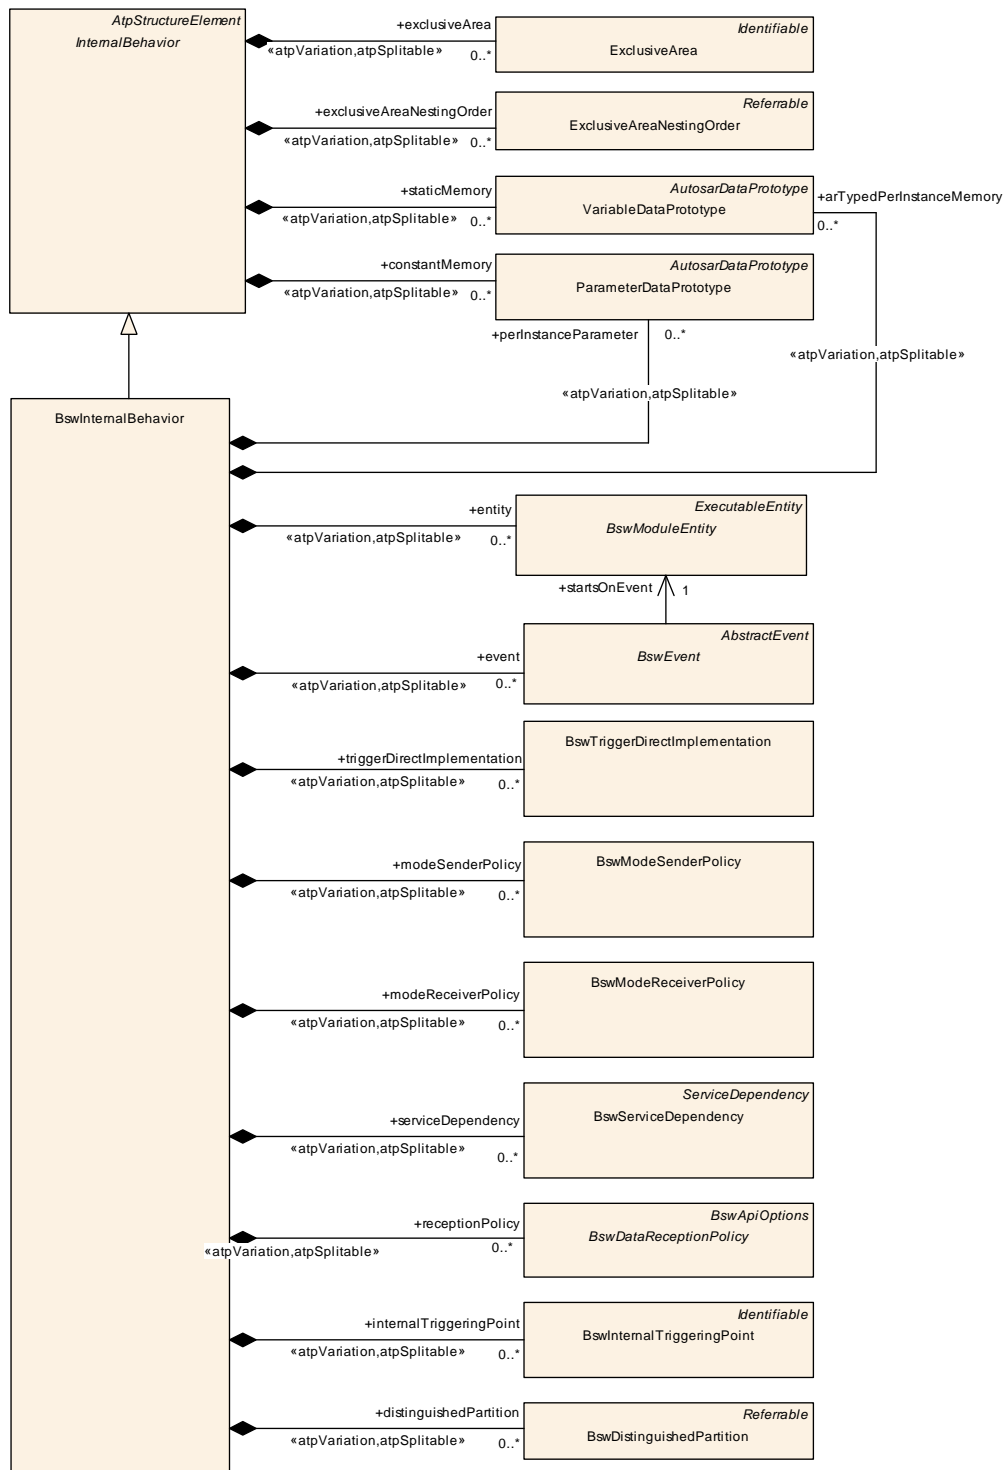 AtpStructureElement
InternalBehavior
+exclusiveArea
«atpVariation,atpSplitable»
0..*
Identifiable
ExclusiveArea
+exclusiveAreaNestingOrder
«atpVariation,atpSplitable»
0..*
Referrable
ExclusiveAreaNestingOrder
+staticMemory
«atpVariation,atpSplitable»
0..*
AutosarDataPrototype
VariableDataPrototype
+arTypedPerInstanceMemory
0..*
+constantMemory
«atpVariation,atpSplitable»
0..*
AutosarDataPrototype
ParameterDataPrototype
+perInstanceParameter
0..*
«atpVariation,atpSplitable»
«atpVariation,atpSplitable»
BswInternalBehavior
+entity
«atpVariation,atpSplitable»
0..*
ExecutableEntity
BswModuleEntity
+startsOnEvent
1
+event
«atpVariation,atpSplitable»
0..*
AbstractEvent
BswEvent
+triggerDirectImplementation
«atpVariation,atpSplitable»
0..*
BswTriggerDirectImplementation
+modeSenderPolicy
«atpVariation,atpSplitable»
0..*
BswModeSenderPolicy
+modeReceiverPolicy
«atpVariation,atpSplitable»
0..*
BswModeReceiverPolicy
+serviceDependency
«atpVariation,atpSplitable»
0..*
ServiceDependency
BswServiceDependency
+receptionPolicy
«atpVariation,atpSplitable»
0..*
BswApiOptions
BswDataReceptionPolicy
+internalTriggeringPoint
«atpVariation,atpSplitable»
0..*
Identifiable
BswInternalTriggeringPoint
+distinguishedPartition
«atpVariation,atpSplitable»
0..*
Referrable
BswDistinguishedPartition